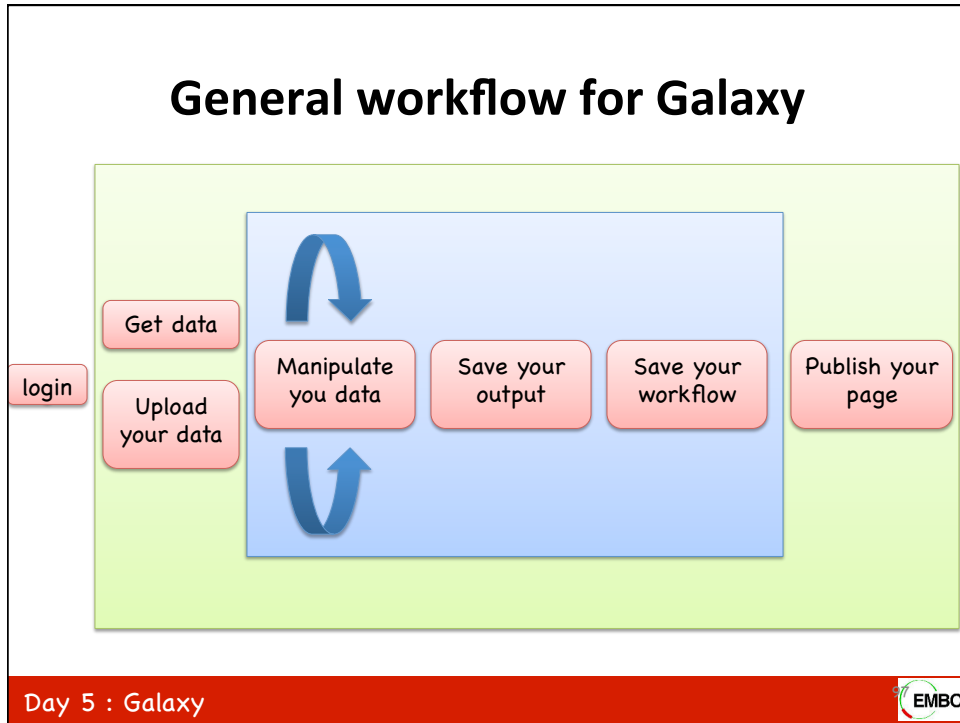 General workflow for Galaxy
login
Get data
Upload
your data
Manipulate
you data
Save your
output
Save your
workflow
Publish your
page
Day 5 : Galaxy
97
EMBO